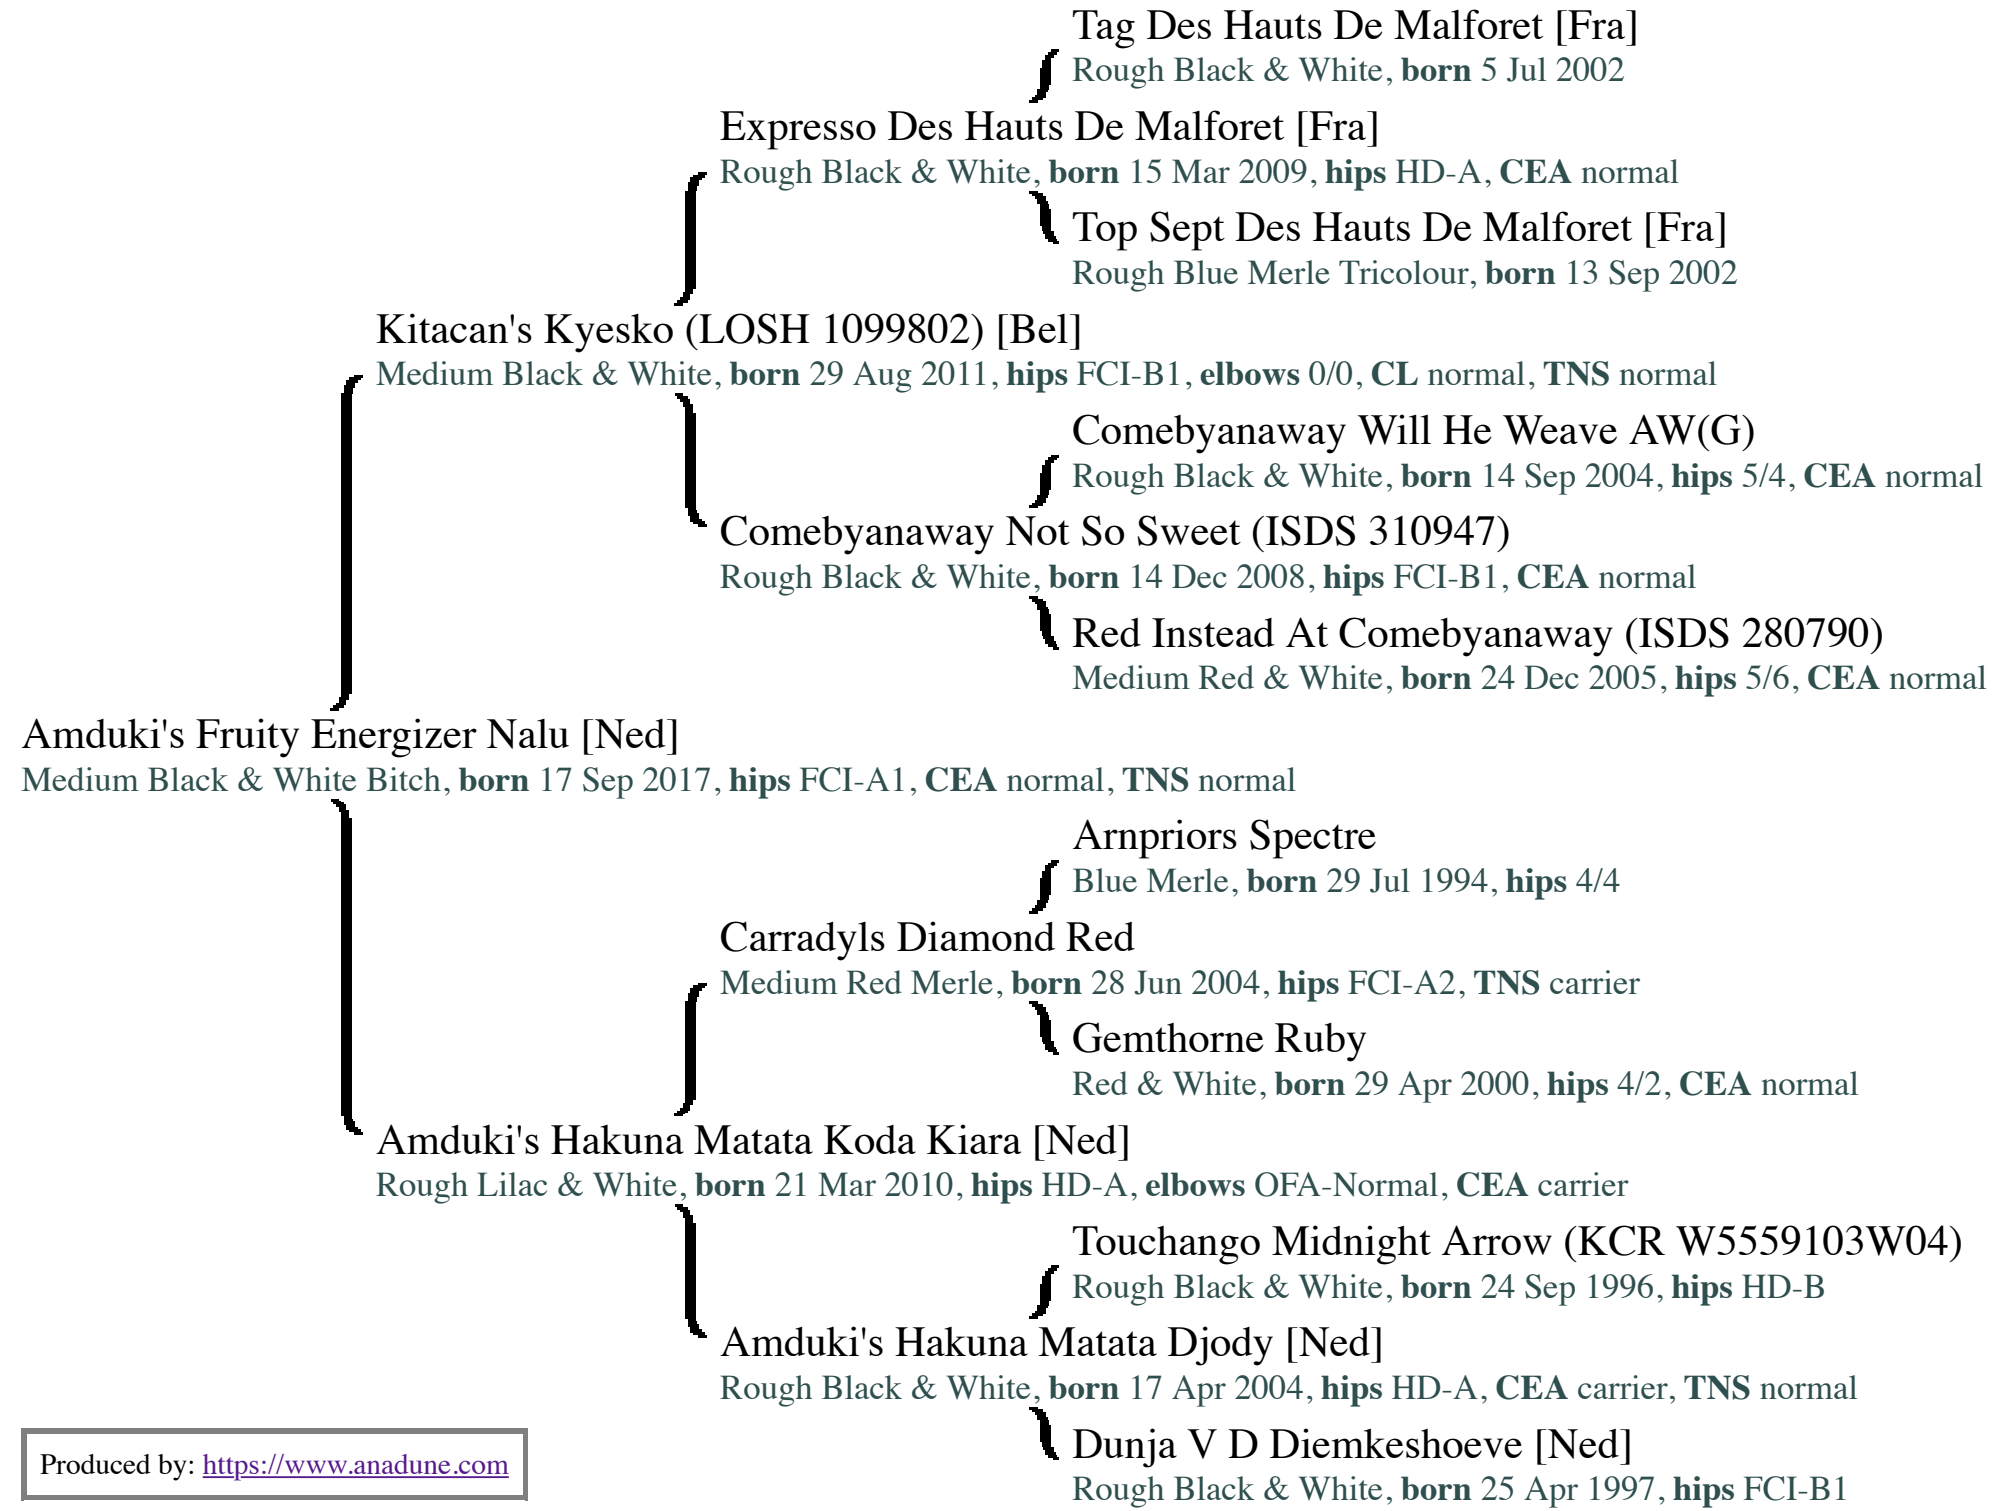 Tag Des Hauts De Malforet [Fra]
Rough Black & White, born 5 Jul 2002
Expresso Des Hauts De Malforet [Fra]
Rough Black & White, born 15 Mar 2009, hips HD-A, CEA normal
Top Sept Des Hauts De Malforet [Fra]
Rough Blue Merle Tricolour, born 13 Sep 2002
Kitacan's Kyesko (LOSH 1099802) [Bel]
Medium Black & White, born 29 Aug 2011, hips FCI-B1, elbows 0/0, CL normal, TNS normal
Comebyanaway Will He Weave AW(G)
Rough Black & White, born 14 Sep 2004, hips 5/4, CEA normal
Comebyanaway Not So Sweet (ISDS 310947)
Rough Black & White, born 14 Dec 2008, hips FCI-B1, CEA normal
Red Instead At Comebyanaway (ISDS 280790)
Medium Red & White, born 24 Dec 2005, hips 5/6, CEA normal
Amduki's Fruity Energizer Nalu [Ned]
Medium Black & White Bitch, born 17 Sep 2017, hips FCI-A1, CEA normal, TNS normal
Arnpriors Spectre
Blue Merle, born 29 Jul 1994, hips 4/4
Carradyls Diamond Red
Medium Red Merle, born 28 Jun 2004, hips FCI-A2, TNS carrier
Gemthorne Ruby
Red & White, born 29 Apr 2000, hips 4/2, CEA normal
Amduki's Hakuna Matata Koda Kiara [Ned]
Rough Lilac & White, born 21 Mar 2010, hips HD-A, elbows OFA-Normal, CEA carrier
Touchango Midnight Arrow (KCR W5559103W04)
Rough Black & White, born 24 Sep 1996, hips HD-B
Amduki's Hakuna Matata Djody [Ned]
Rough Black & White, born 17 Apr 2004, hips HD-A, CEA carrier, TNS normal
Dunja V D Diemkeshoeve [Ned]
Rough Black & White, born 25 Apr 1997, hips FCI-B1
Produced by: https://www.anadune.com